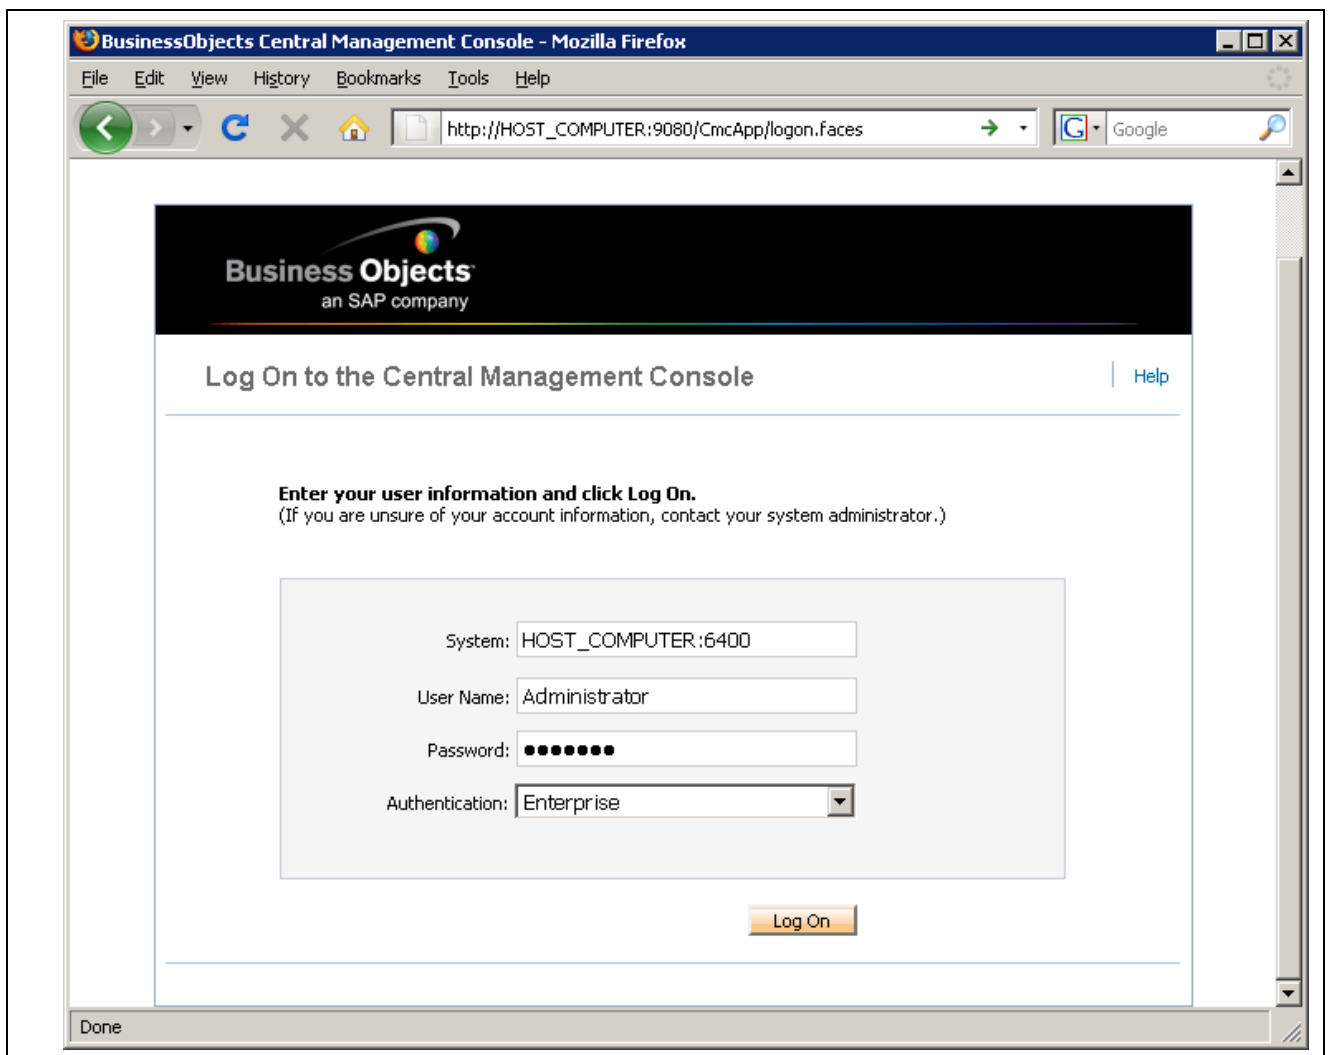 BusinessObjects Central Management Console - Mozilla Firefox
File Edit View History Bookmarks Tools Help
http://HOST_COMPUTER:9080/CmcApp/logon.faces G Google
Business Objects
an SAP company
Log On to the Central Management Console Help
Enter your user information and click Log On.
(If you are unsure of your account information, contact your system administrator.)
System: HOST_COMPUTER:6400
User Name: Administrator
Password: ●●●●●●●
Authentication: Enterprise
Log On
Done